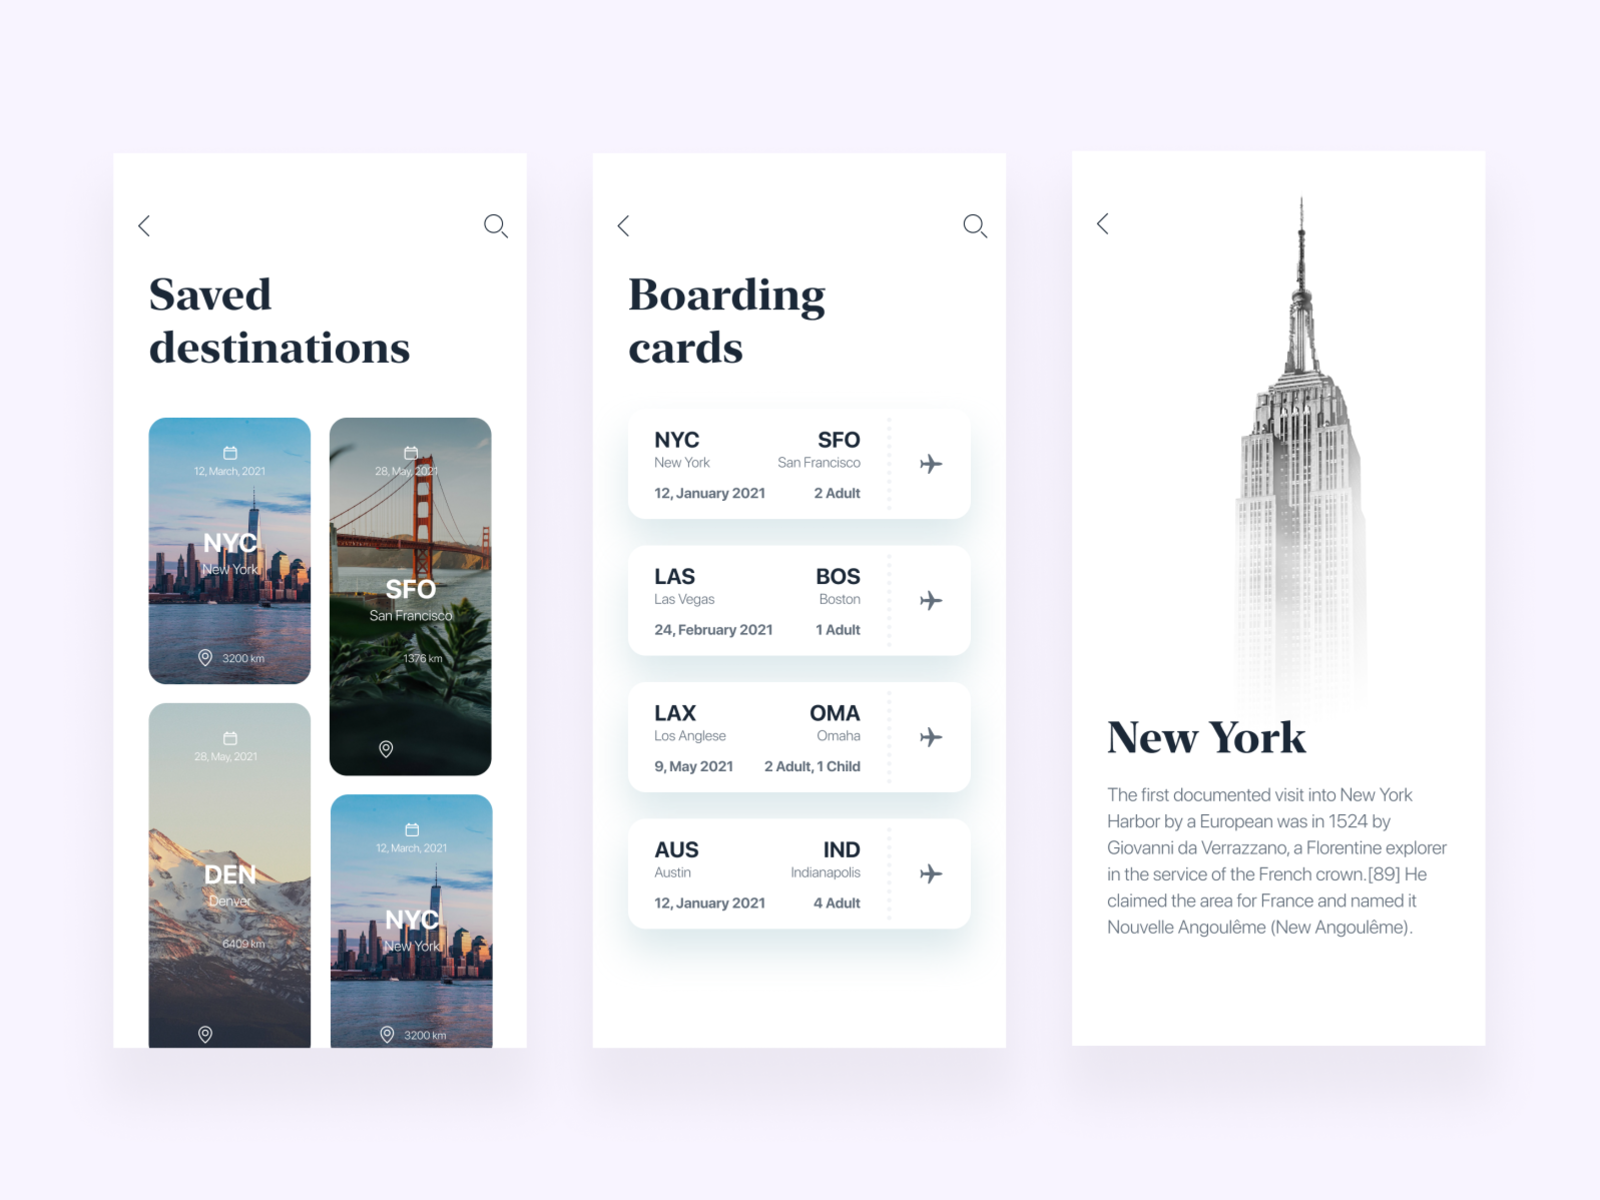 Saved
destinations
12, March, 2021
NYC
New York
3200 km
28, May, 2021
SFO
San Francisco
1376 km
28, May, 2021
DEN
Denver
6409 km
12, March, 2021
NYC
New York
3200 km
Boarding
cards
NYC SFO
New York San Francisco
12, January 2021 2 Adult
LAS BOS
Las Vegas Boston
24, February 2021 1 Adult
LAX OMA
Los Anglese Omaha
9, May 2021 2 Adult, 1 Child
AUS IND
Austin Indianapolis
12, January 2021 4 Adult
New York
The first documented visit into New York
Harbor by a European was in 1524 by
Giovanni da Verrazzano, a Florentine explorer
in the service of the French crown.[89] He
claimed the area for France and named it
Nouvelle Angoulême (New Angoulême).